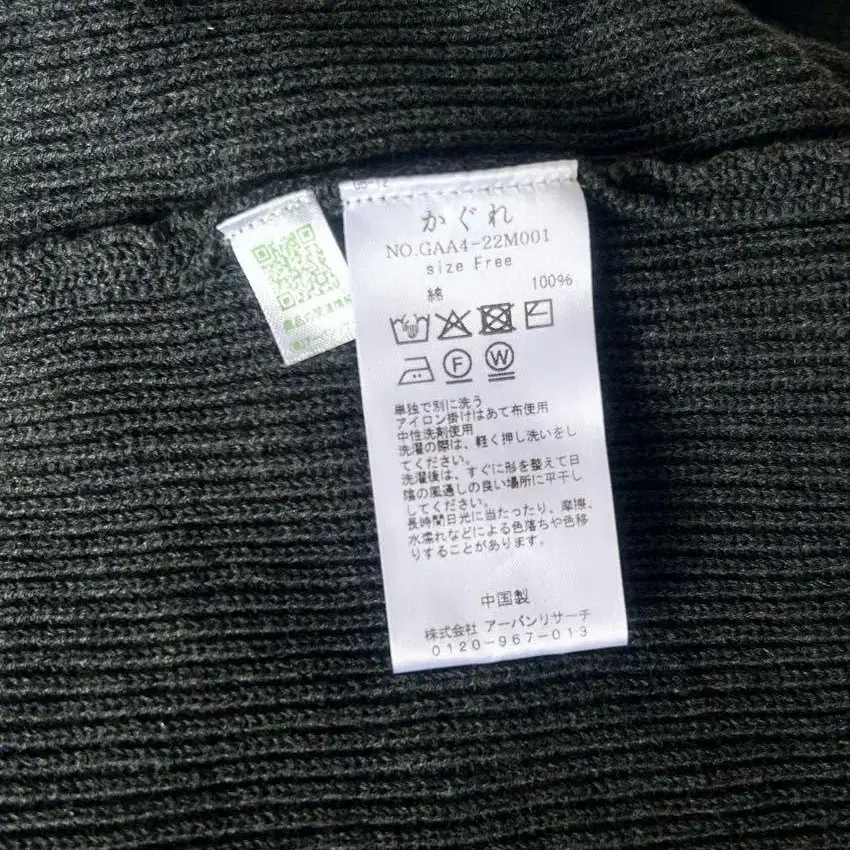 かぐれ
NO.GAA4-22M001
size Free
綿 100%
F W
単独で別に洗う
アイロン掛けはあて布使用
中性洗剤使用
洗濯の際は、軽く押し洗いをし
てください。
洗濯後は、すぐに形を整えて日
陰の風通しの良い場所に平干し
してください。
長時間日光に当たったり、摩擦、
水濡れなどによる色落ちや色移
りすることがあります。
中国製
株式会社 アーバンリサーチ
0120-967-013